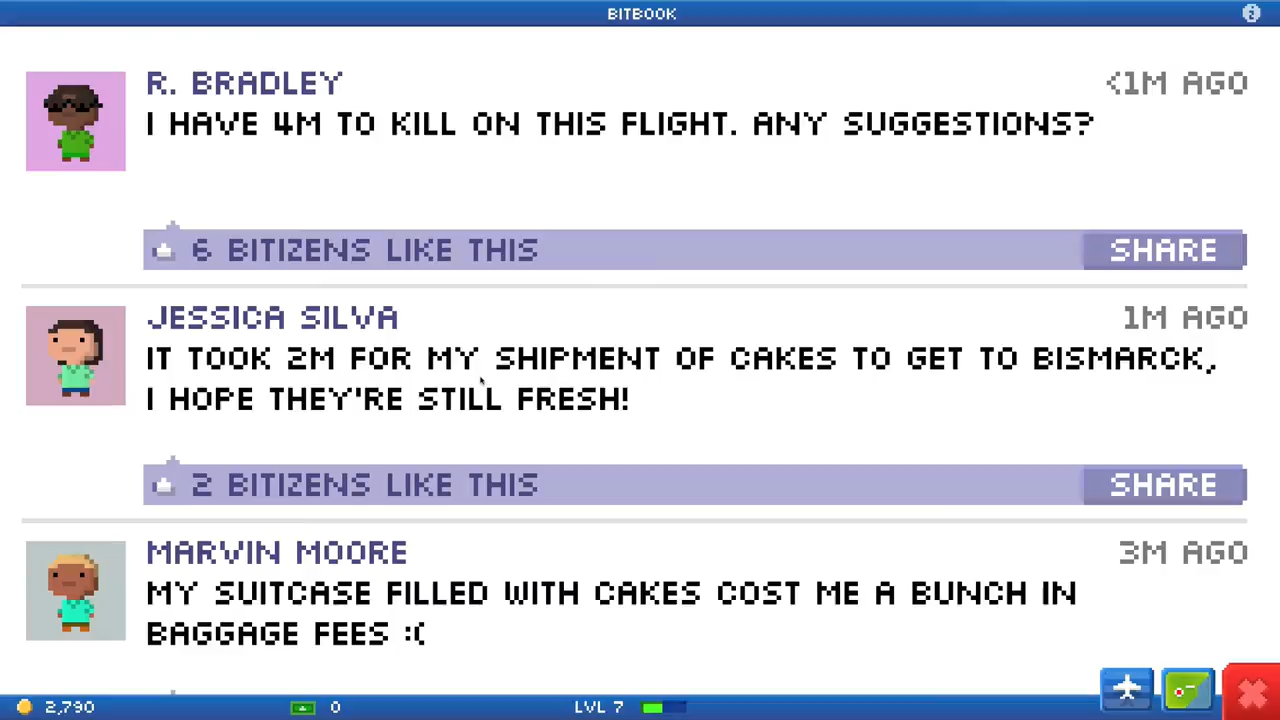 BITBOOK
R. BRADLEY <1M AGO
I HAVE 4M TO KILL ON THIS FLIGHT. ANY SUGGESTIONS?
6 BITIZENS LIKE THIS SHARE
JESSICA SILVA 1M AGO
IT TOOK 2M FOR MY SHIPMENT OF CAKES TO GET TO BISMARCK,
I HOPE THEY'RE STILL FRESH!
2 BITIZENS LIKE THIS SHARE
MARVIN MOORE 3M AGO
MY SUITCASE FILLED WITH CAKES COST ME A BUNCH IN
BAGGAGE FEES :(
2,790 0 LVL 7